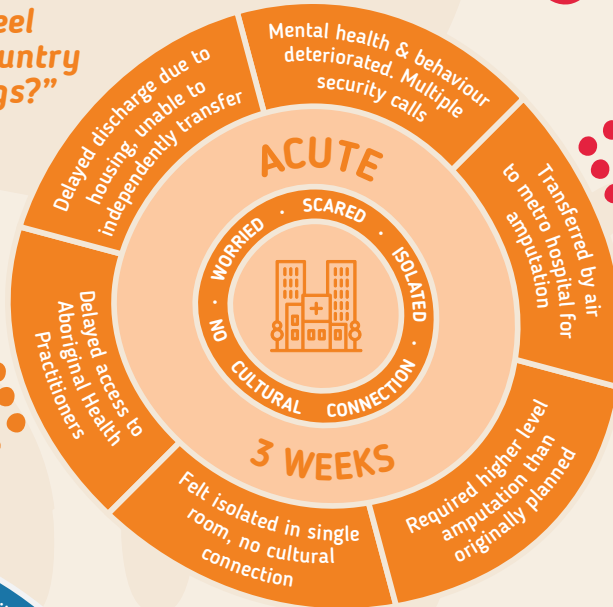 eel
untry
gs?”
Mental health & behaviour
deteriorated. Multiple
security calls
Transferred by air
to metro hospital for
amputation
Required higher level
amputation than
originally planned
Felt isolated in single
room, no cultural
connection
Delayed access to
Aboriginal Health
Practitioners
Delayed discharge due to
housing, unable to
independently transfer
ACUTE
WORRIED · SCARED · ISOLATED ·
NO CULTURAL CONNECTION ·
3 WEEKS